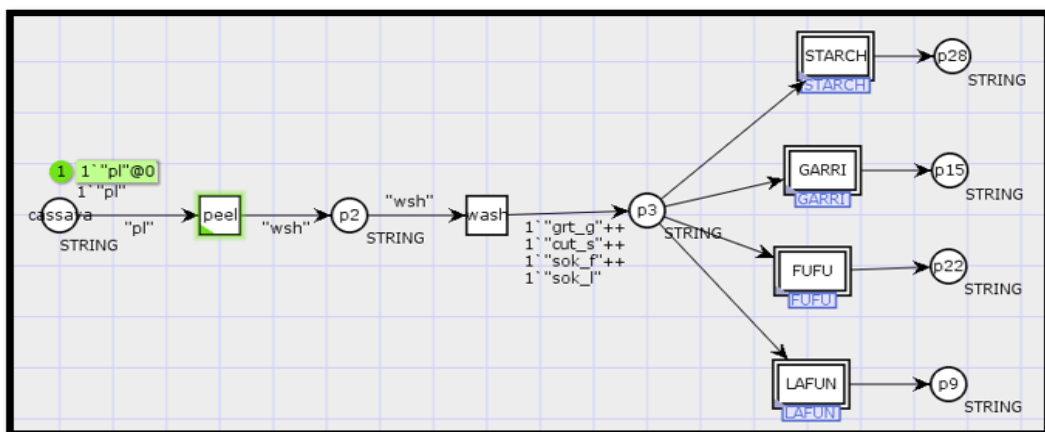 STARCH
p28
STARCH
STRING
1 1`"pl"@0
1`"pl"
GARRI
p15
GARRI
STRING
cassava
peel
p2
"wsh"
wash
p3
"pl"
"wsh"
STRING
STRING
1`"grt_g"++
1`"cut_s"++
1`"sok_f"++
1`"sok_l"
STRING
FUFU
p22
FUFU
STRING
LAFUN
p9
LAFUN
STRING